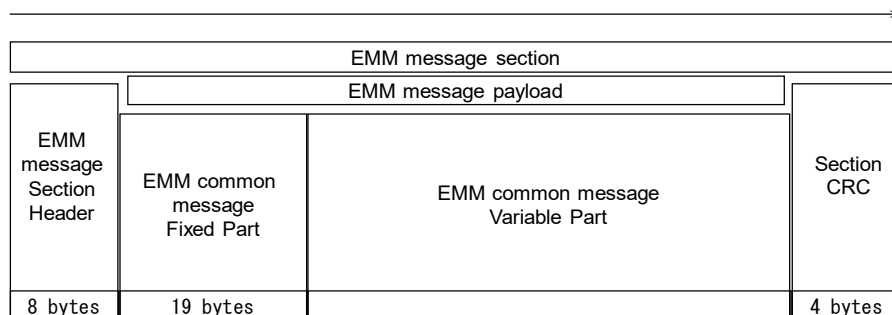 EMM message section
EMM message payload
EMM
message
Section
Header
EMM common
message
Fixed Part
EMM common message
Variable Part
Section
CRC
8 bytes
19 bytes
4 bytes